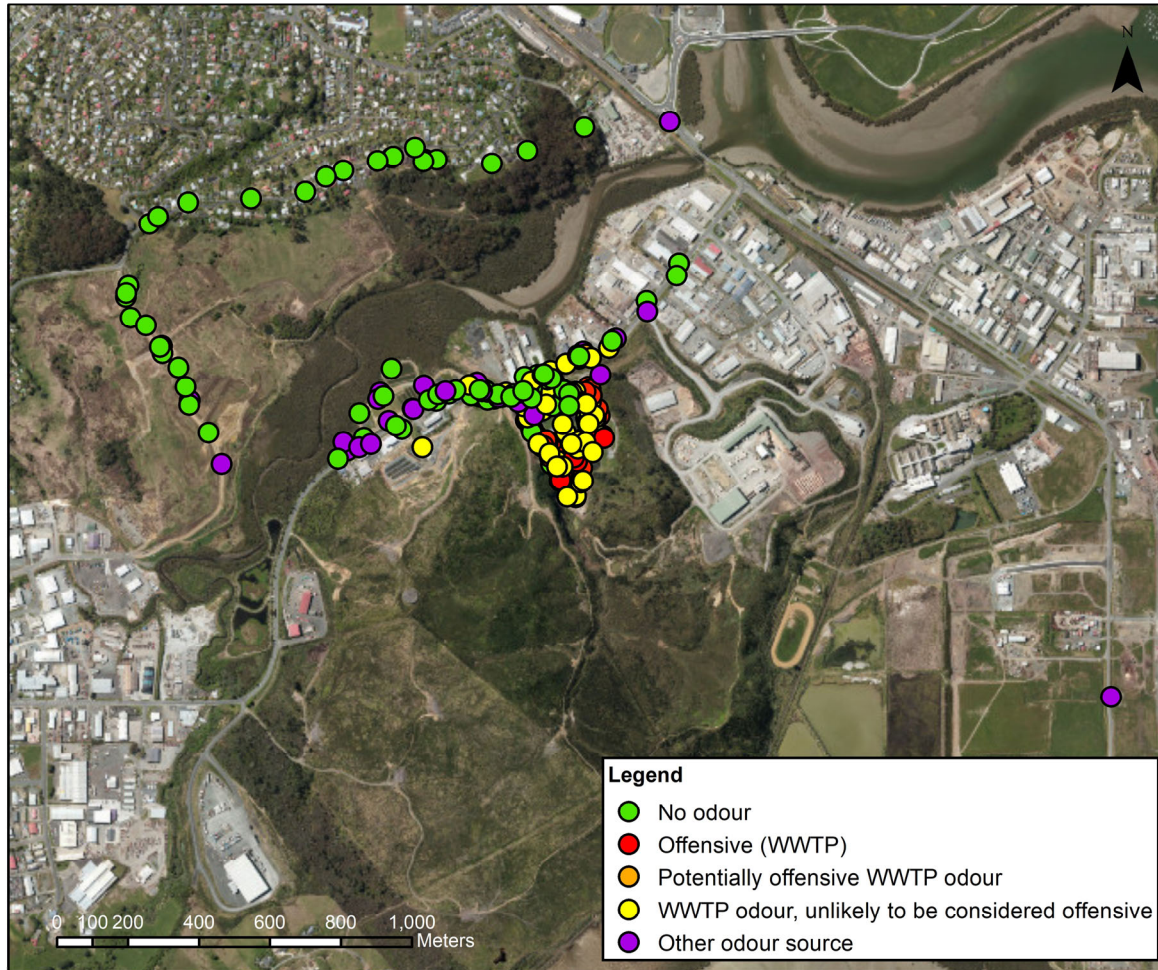 N
Legend
No odour
Offensive (WWTP)
Potentially offensive WWTP odour
WWTP odour, unlikely to be considered offensive
Other odour source
0 100 200 400 600 800 1,000
Meters